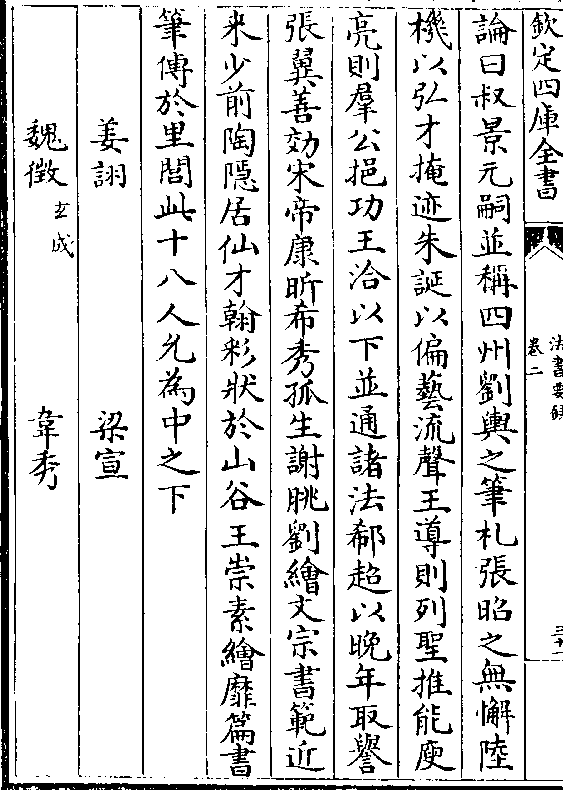 欽定四庫全書
法書要録
卷二
三十一
論曰叔景元嗣並稱四州劉輿之筆札張昭之無懈陸
機以弘才掩迹朱誕以偏藝流聲王導則列聖推能庾
亮則羣公挹功王洽以下並通諸法郗超以晚年取譽
張翼善効宋帝康昕希秀孤生謝朓劉繪文宗書範近
来少前陶隱居仙才翰彩狀於山谷王崇素繪靡篇書
筆傳於里閭此十八人允為中之下
姜詡　梁宣
魏徵玄成　韋秀